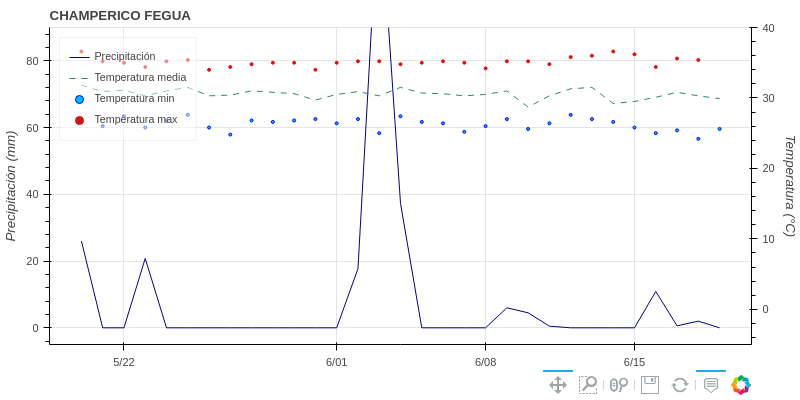 CHAMPERICO FEGUA
Precipitación
Temperatura media
Temperatura min
Temperatura max
Precipitación (mm)
80
60
40
20
0
Temperatura (°C)
40
30
20
10
0
5/22
6/01
6/08
6/15